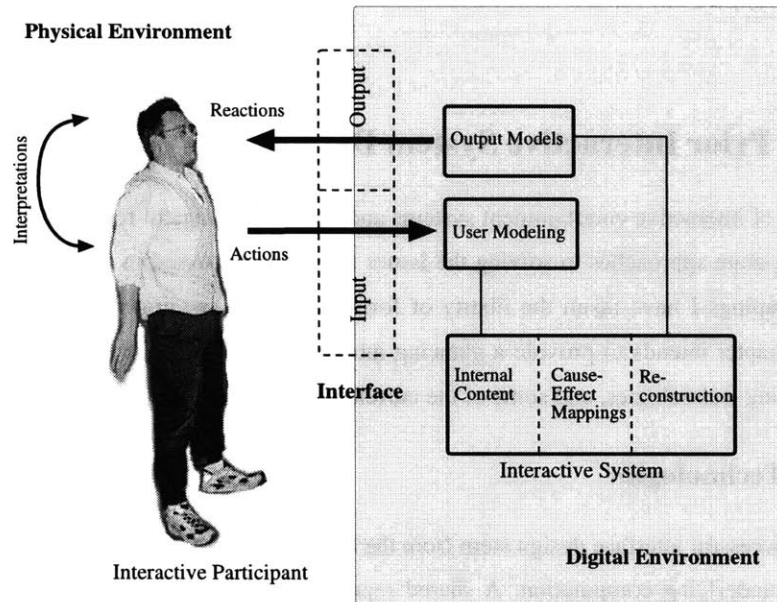 Physical Environment
Interpretations
Reactions
Actions
Output
Input
Interface
Output Models
User Modeling
Internal
Content
Cause-
Effect
Mappings
Re-
construction
Interactive System
Interactive Participant
Digital Environment